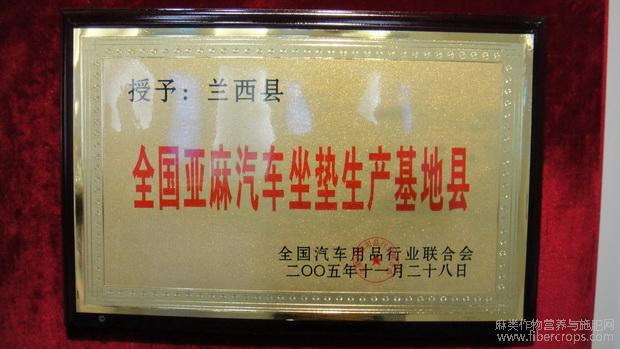 授予：兰西县
全国亚麻汽车坐垫生产基地县
全国汽车用品行业联合会
二〇〇五年十一月二十八日
麻类作物营养与施肥网
www.fibercrops.com